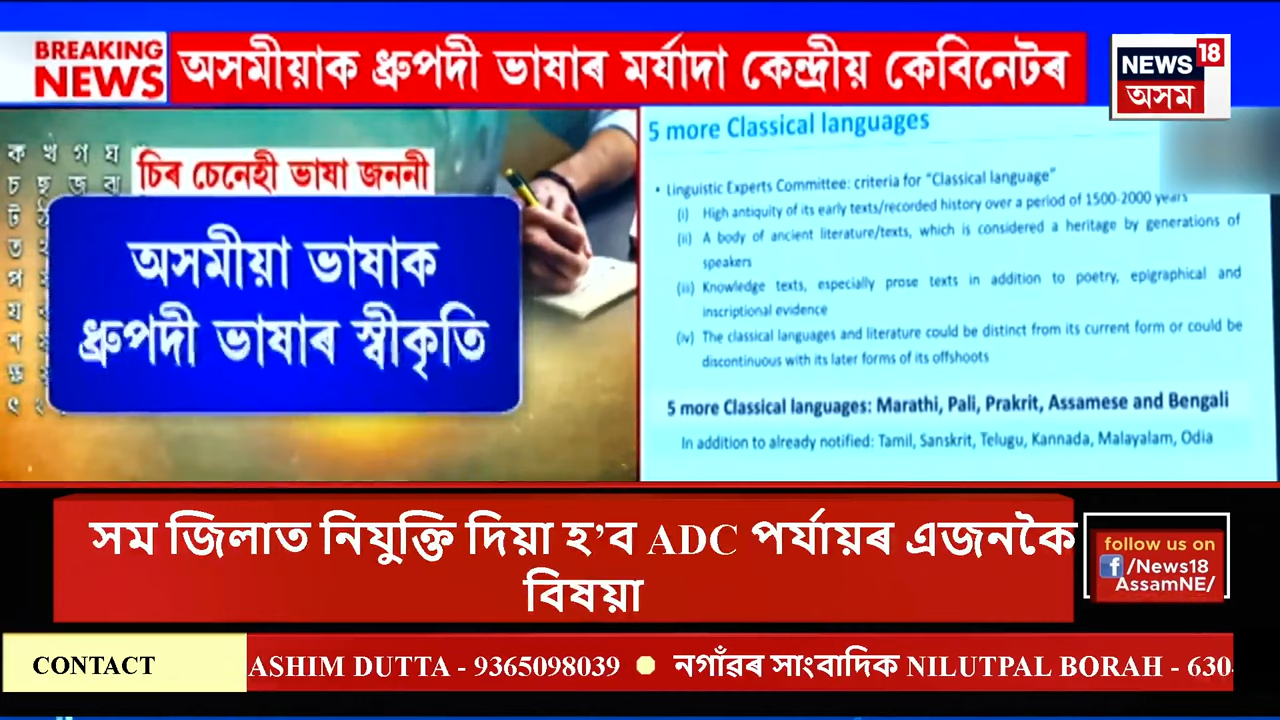 BREAKING
NEWS
অসমীয়াক ধ্ৰুপদী ভাষাৰ মৰ্যাদা কেন্দ্ৰীয় কেবিনেটৰ
NEWS 18
অসম
ক খ গ ঘ
চ ছ জ ঝ
ট
ত
প
য
শ
ক্ষ
ৎ
চিৰ চেনেহী ভাষা জননী
অসমীয়া ভাষাক
ধ্ৰুপদী ভাষাৰ স্বীকৃতি
5 more Classical languages
• Linguistic Experts Committee: criteria for "Classical language"
(i) High antiquity of its early texts/recorded history over a period of 1500-2000 years
(ii) A body of ancient literature/texts, which is considered a heritage by generations of
speakers
(iii) Knowledge texts, especially prose texts in addition to poetry, epigraphical and
inscriptional evidence
(iv) The classical languages and literature could be distinct from its current form or could be
discontinuous with its later forms of its offshoots
5 more Classical languages: Marathi, Pali, Prakrit, Assamese and Bengali
In addition to already notified: Tamil, Sanskrit, Telugu, Kannada, Malayalam, Odia
সম জিলাত নিযুক্তি দিয়া হ’ব ADC পৰ্যায়ৰ এজনকৈ
বিষয়া
follow us on
f /News18
AssamNE/
CONTACT
ASHIM DUTTA - 9365098039 নগাঁৱৰ সাংবাদিক NILUTPAL BORAH - 630